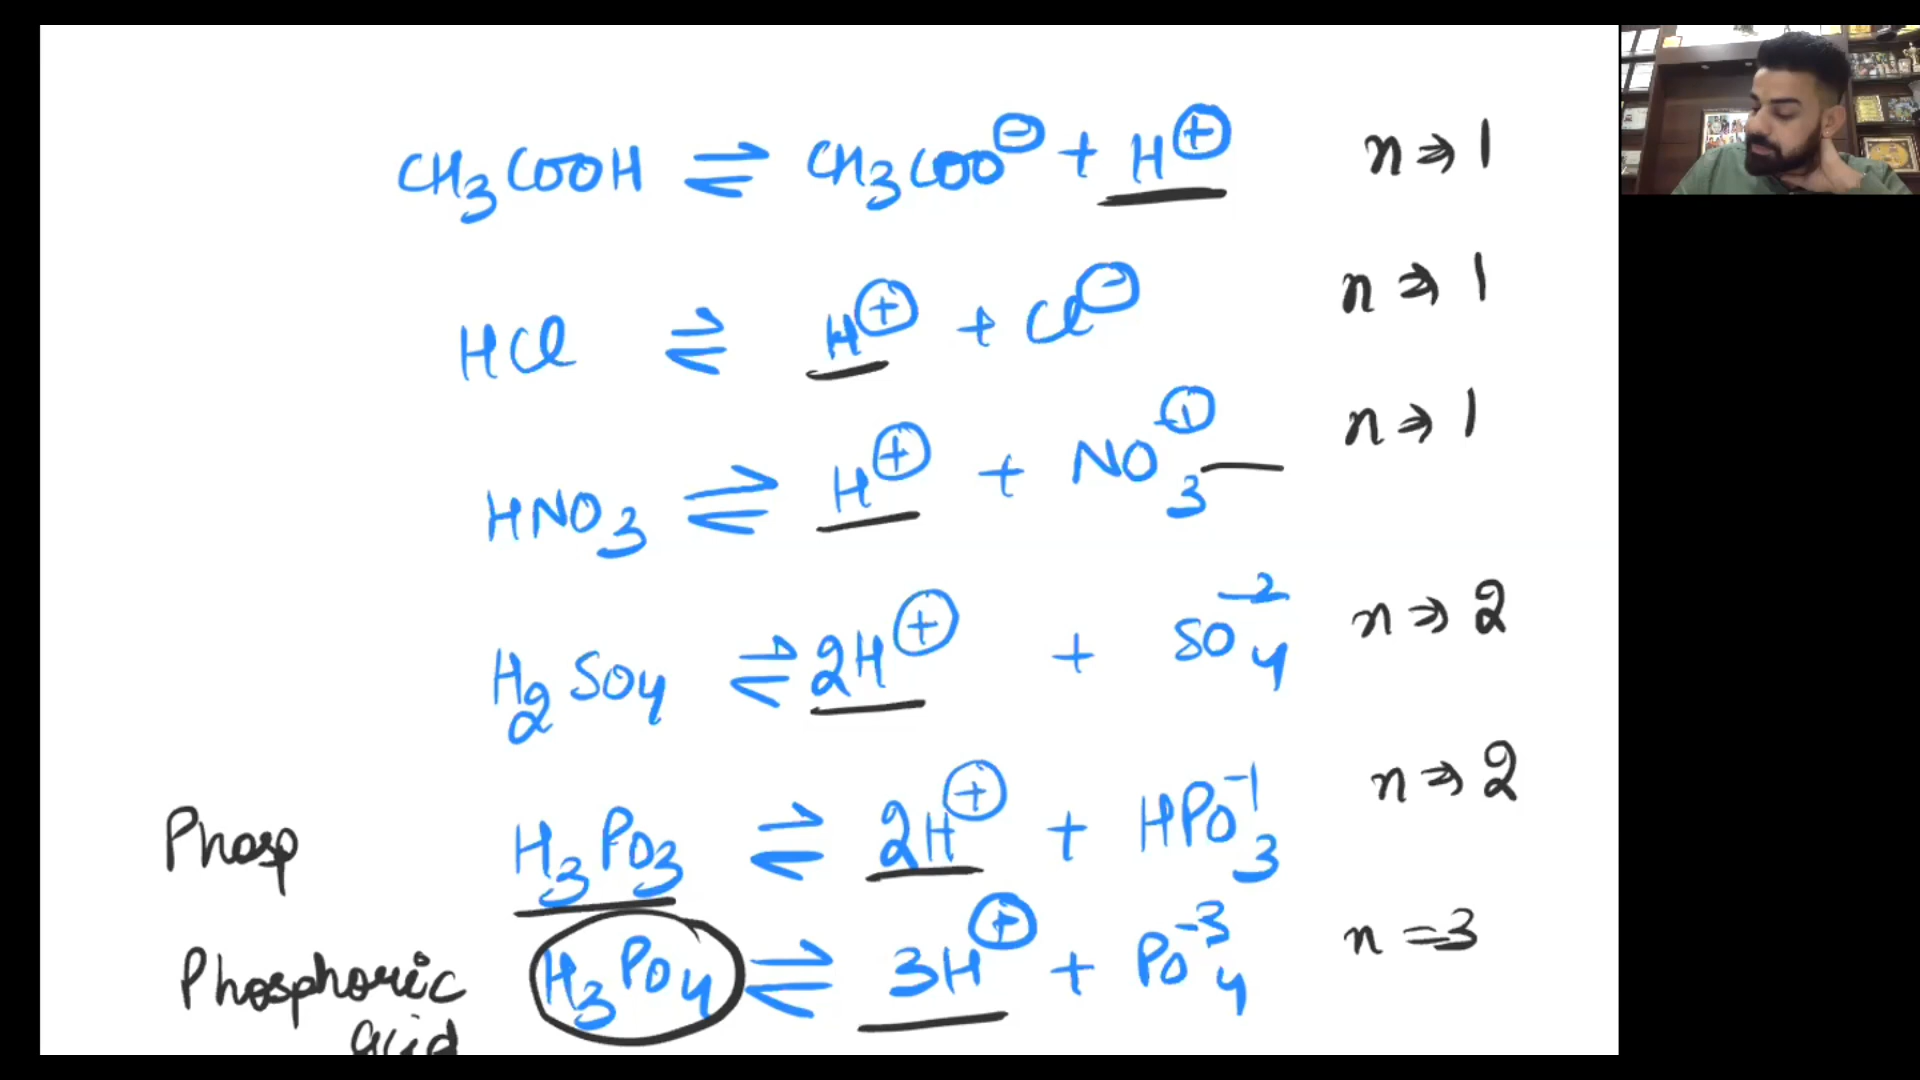 CH3COOH ⇌ CH3COO⊖ + H⊕ n ⇒ 1
HCl ⇌ H⊕ + Cl⊖ n ⇒ 1
HNO3 ⇌ H⊕ + NO3 n ⇒ 1
H2SO4 ⇌ 2H⊕ + SO4⁻² n ⇒ 2
Phosp H3PO3 ⇌ 2H⊕ + HPO3⁻¹ n ⇒ 2
Phosphoric H3PO4 ⇌ 3H⊕ + PO4⁻³ n = 3
acid